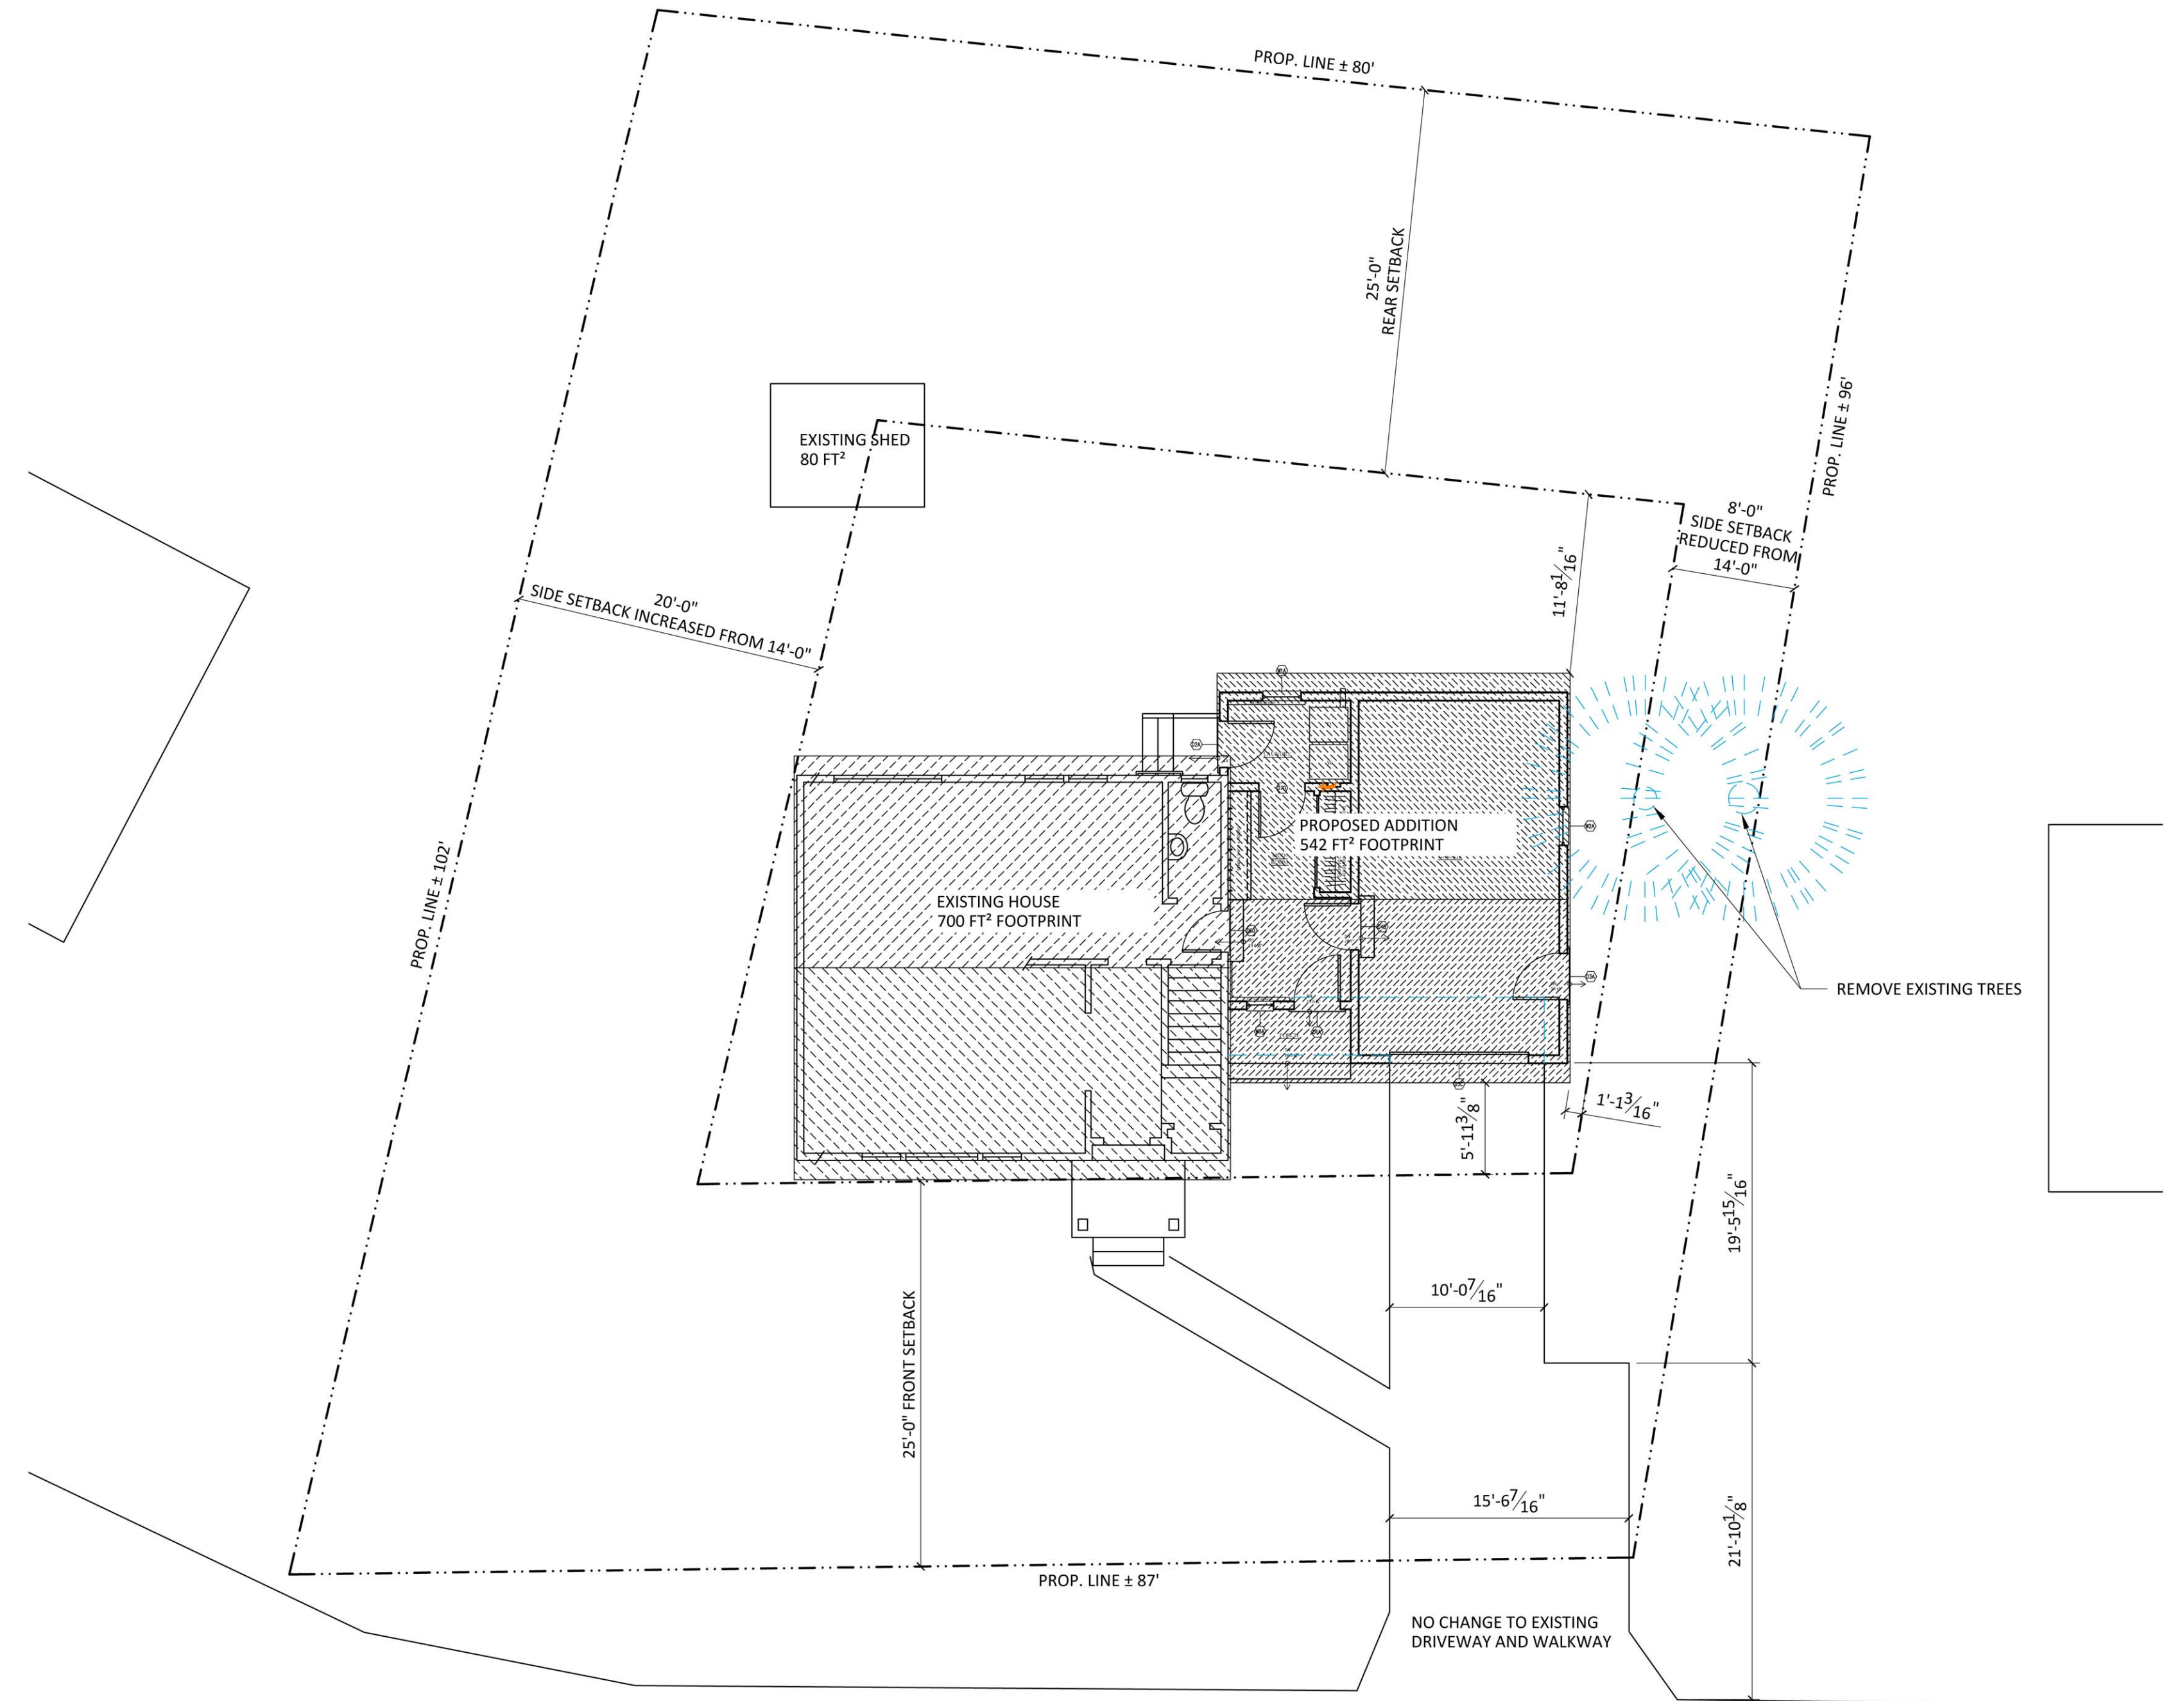 PROP. LINE ± 80'
25'-0"
REAR SETBACK
PROP. LINE ± 96'
EXISTING SHED
80 FT²
8'-0"
SIDE SETBACK
REDUCED FROM
14'-0"
11'-8 1/16"
20'-0"
SIDE SETBACK INCREASED FROM 14'-0"
PROPOSED ADDITION
542 FT² FOOTPRINT
EXISTING HOUSE
700 FT² FOOTPRINT
PROP. LINE ± 102'
REMOVE EXISTING TREES
1'-1 3/16"
5'-11 3/8"
19'-5 15/16"
10'-0 7/16"
25'-0" FRONT SETBACK
15'-6 7/16"
21'-10 1/8"
PROP. LINE ± 87'
NO CHANGE TO EXISTING
DRIVEWAY AND WALKWAY